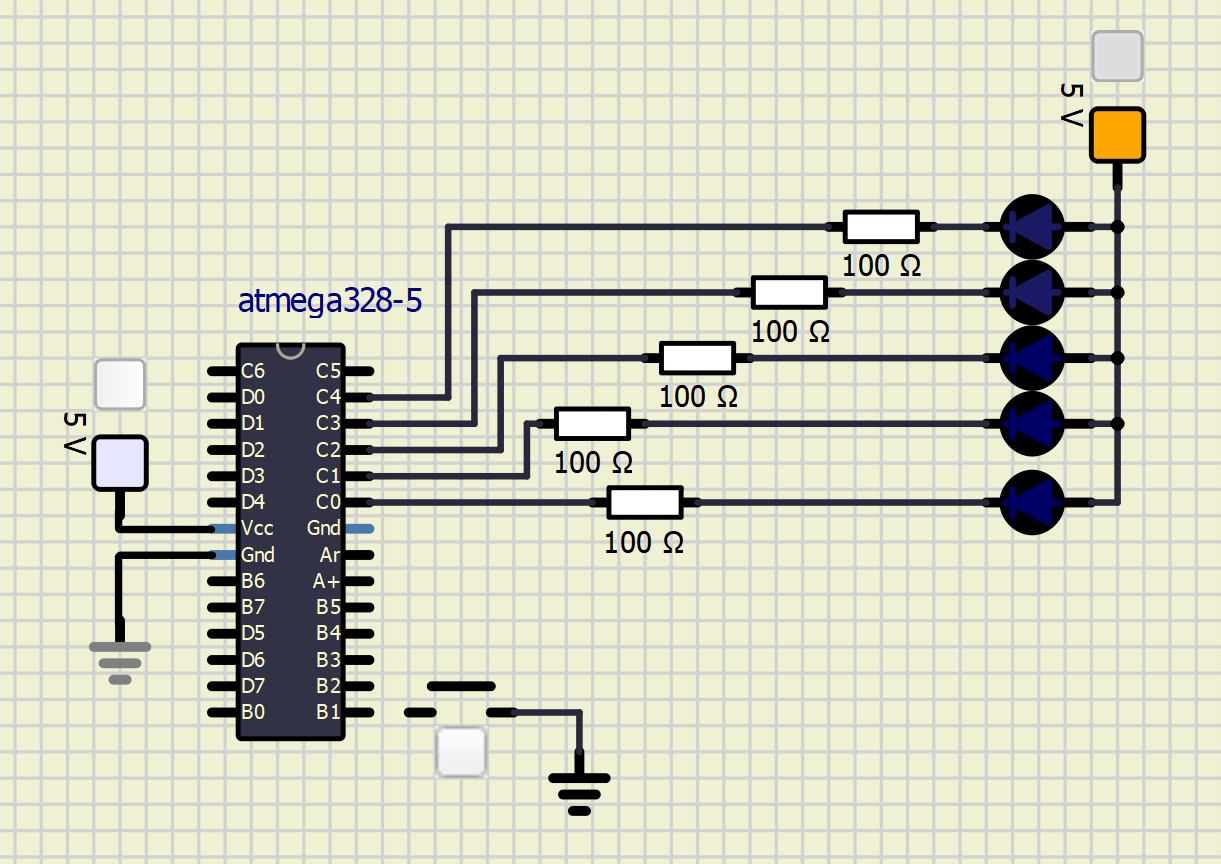 5 V
100 Ω
atmega328-5
100 Ω
C6 C5
D0 C4
100 Ω
D1 C3
5 V
D2 C2
100 Ω
D3 C1
D4 C0
Vcc Gnd
100 Ω
Gnd Ar
B6 A+
B7 B5
D5 B4
D6 B3
D7 B2
B0 B1